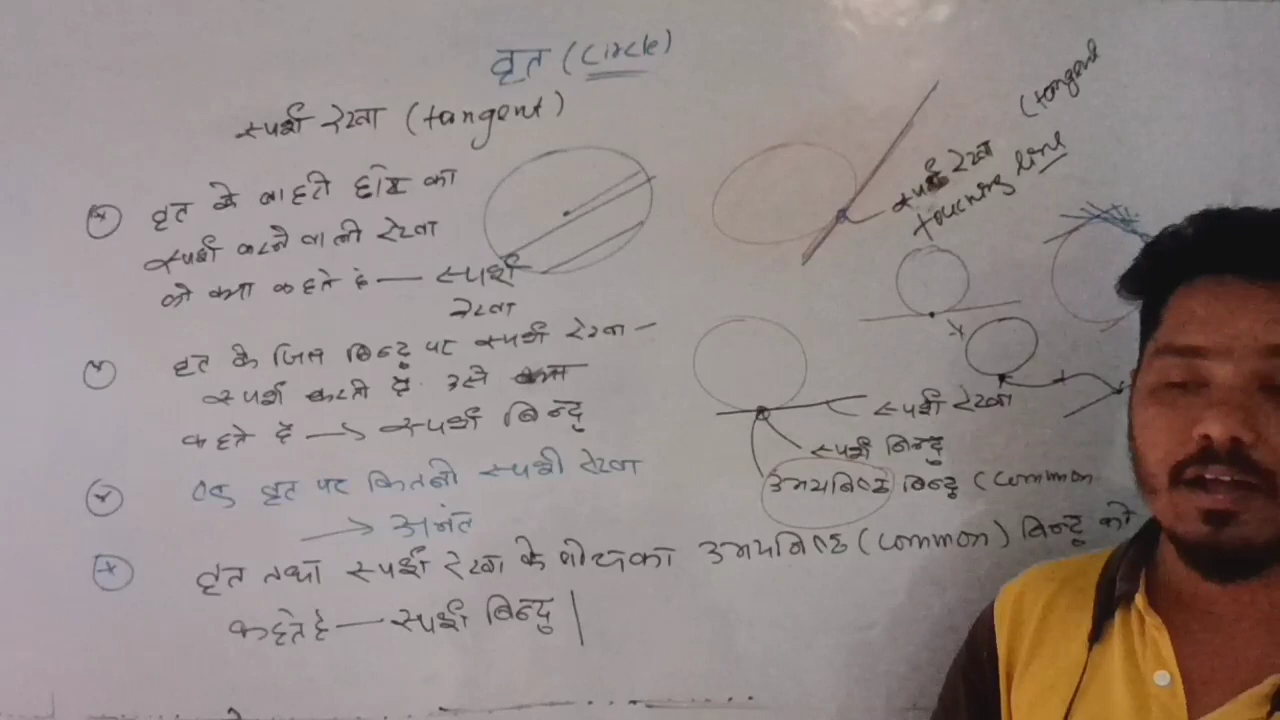 वृत (Circle)
स्पर्श रेखा (tangent)
वृत के बाहरी छोर का
स्पर्श करने वाली रेखा
को क्या कहते है — स्पर्श
रेखा
वृत के जिस बिन्दु पर स्पर्श रेखा —
स्पर्श करती है उसे
कहते है → स्पर्श बिन्दु
एक वृत पर कितनी स्पर्श रेखा
→ अनंत
वृत तथा स्पर्श रेखा के बीच का उभयनिष्ठ (Common) बिन्दु को
कहते है — स्पर्श बिन्दु |
स्पर्श रेखा (tangent
touching line
स्पर्श रेखा
स्पर्श बिन्दु
उभयनिष्ठ बिन्दु (Common